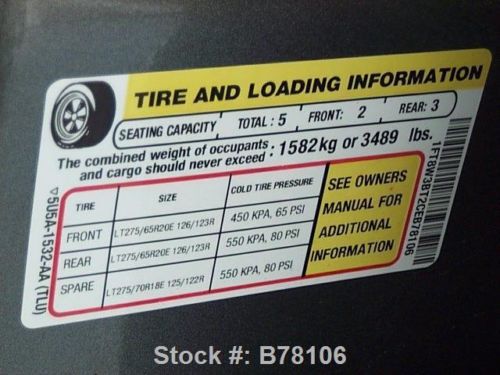 TIRE AND LOADING INFORMATION
SEATING CAPACITY TOTAL : 5 FRONT: 2 REAR: 3
The combined weight of occupants
and cargo should never exceed : 1582kg or 3489 lbs.
TIRE SIZE COLD TIRE PRESSURE
FRONT LT275/65R20E 126/123R 450 KPA, 65 PSI
REAR LT275/65R20E 126/123R 550 KPA, 80 PSI
SPARE LT275/70R18E 125/122R 550 KPA, 80 PSI
SEE OWNERS
MANUAL FOR
ADDITIONAL
INFORMATION
5U5A-1532-AA (TLU)
1FT8W3BT2CEB78106
Stock #: B78106